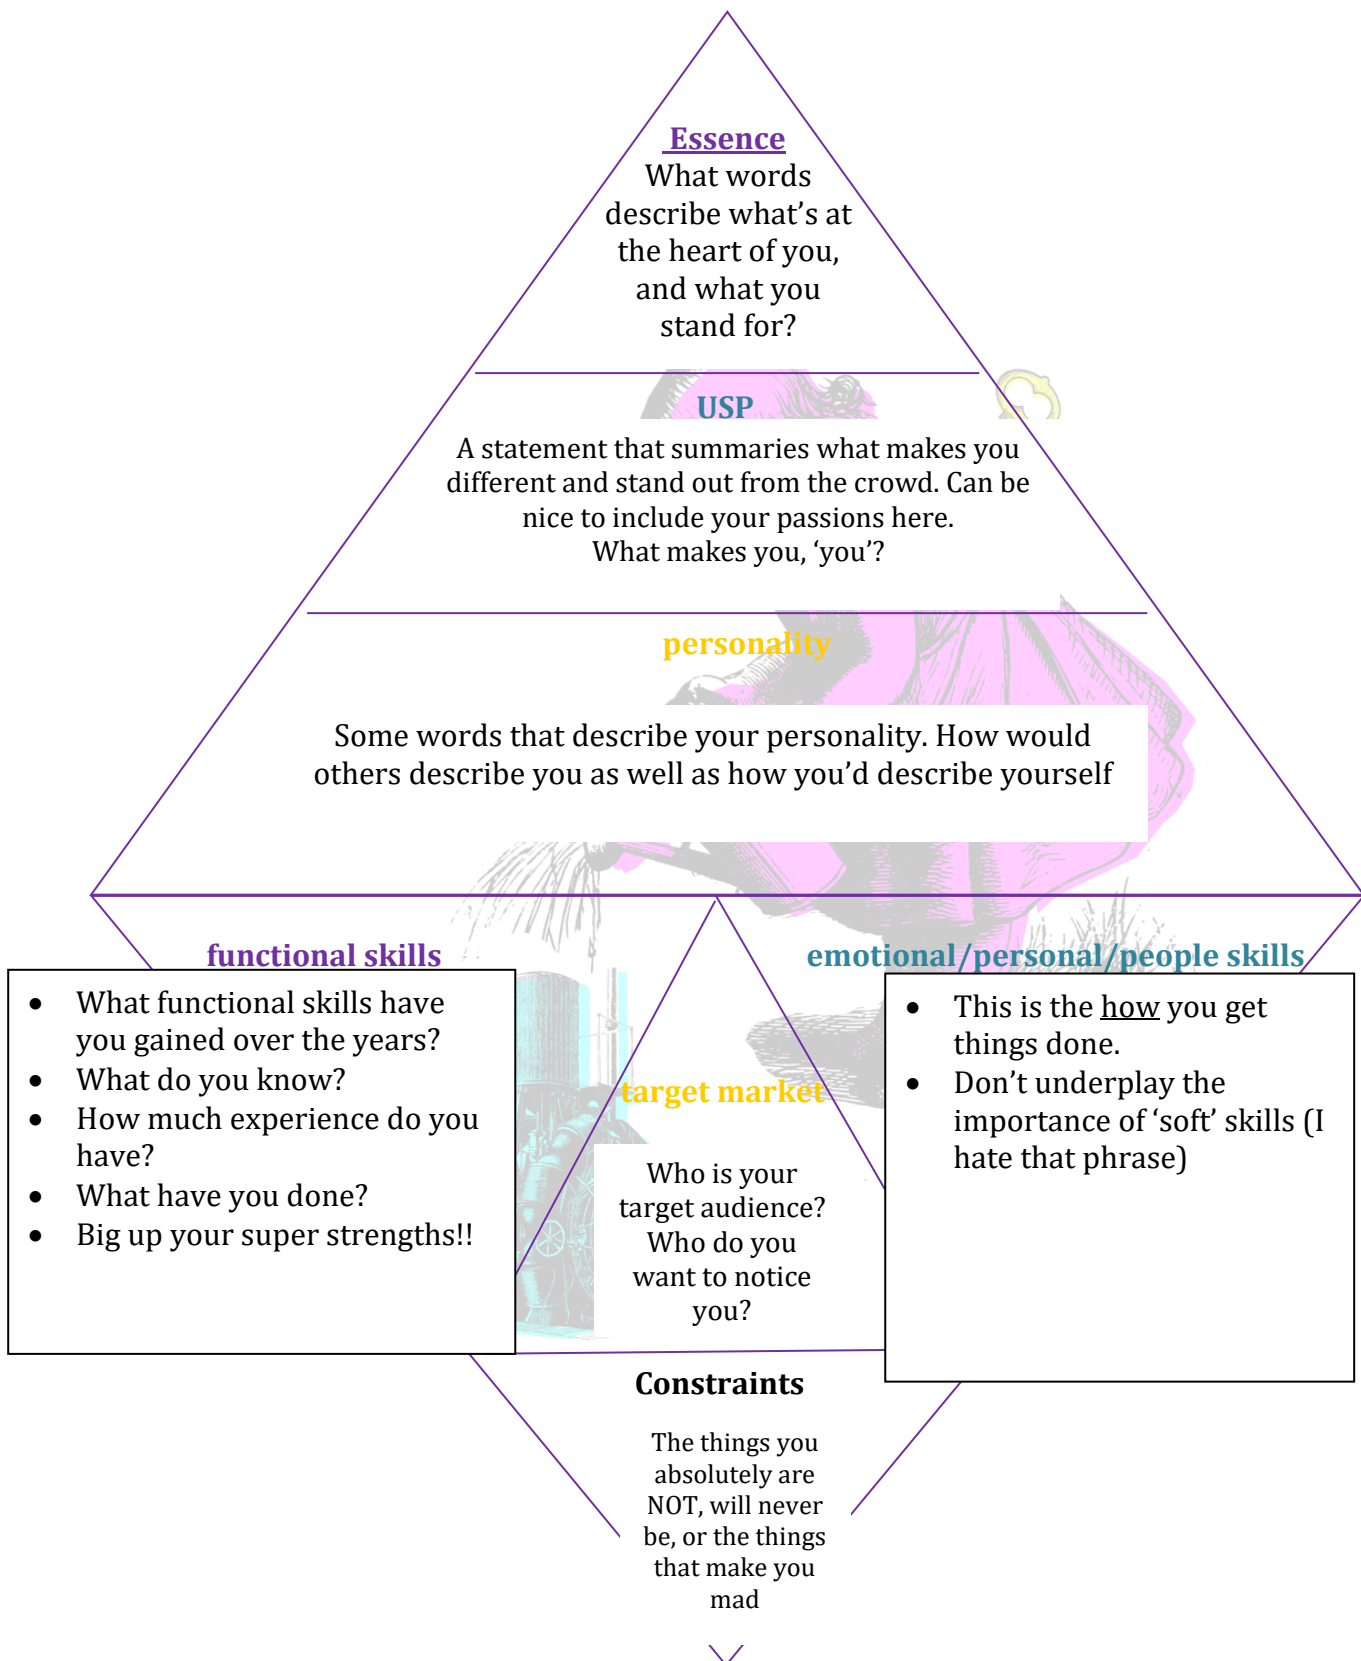 Essence
What words
describe what’s at
the heart of you,
and what you
stand for?
USP
A statement that summaries what makes you
different and stand out from the crowd. Can be
nice to include your passions here.
What makes you, ‘you’?
personality
Some words that describe your personality. How would
others describe you as well as how you’d describe yourself
functional skills
• What functional skills have
you gained over the years?
• What do you know?
• How much experience do you
have?
• What have you done?
• Big up your super strengths!!
target market
Who is your
target audience?
Who do you
want to notice
you?
emotional/personal/people skills
• This is the how you get
things done.
• Don’t underplay the
importance of ‘soft’ skills (I
hate that phrase)
Constraints
The things you
absolutely are
NOT, will never
be, or the things
that make you
mad